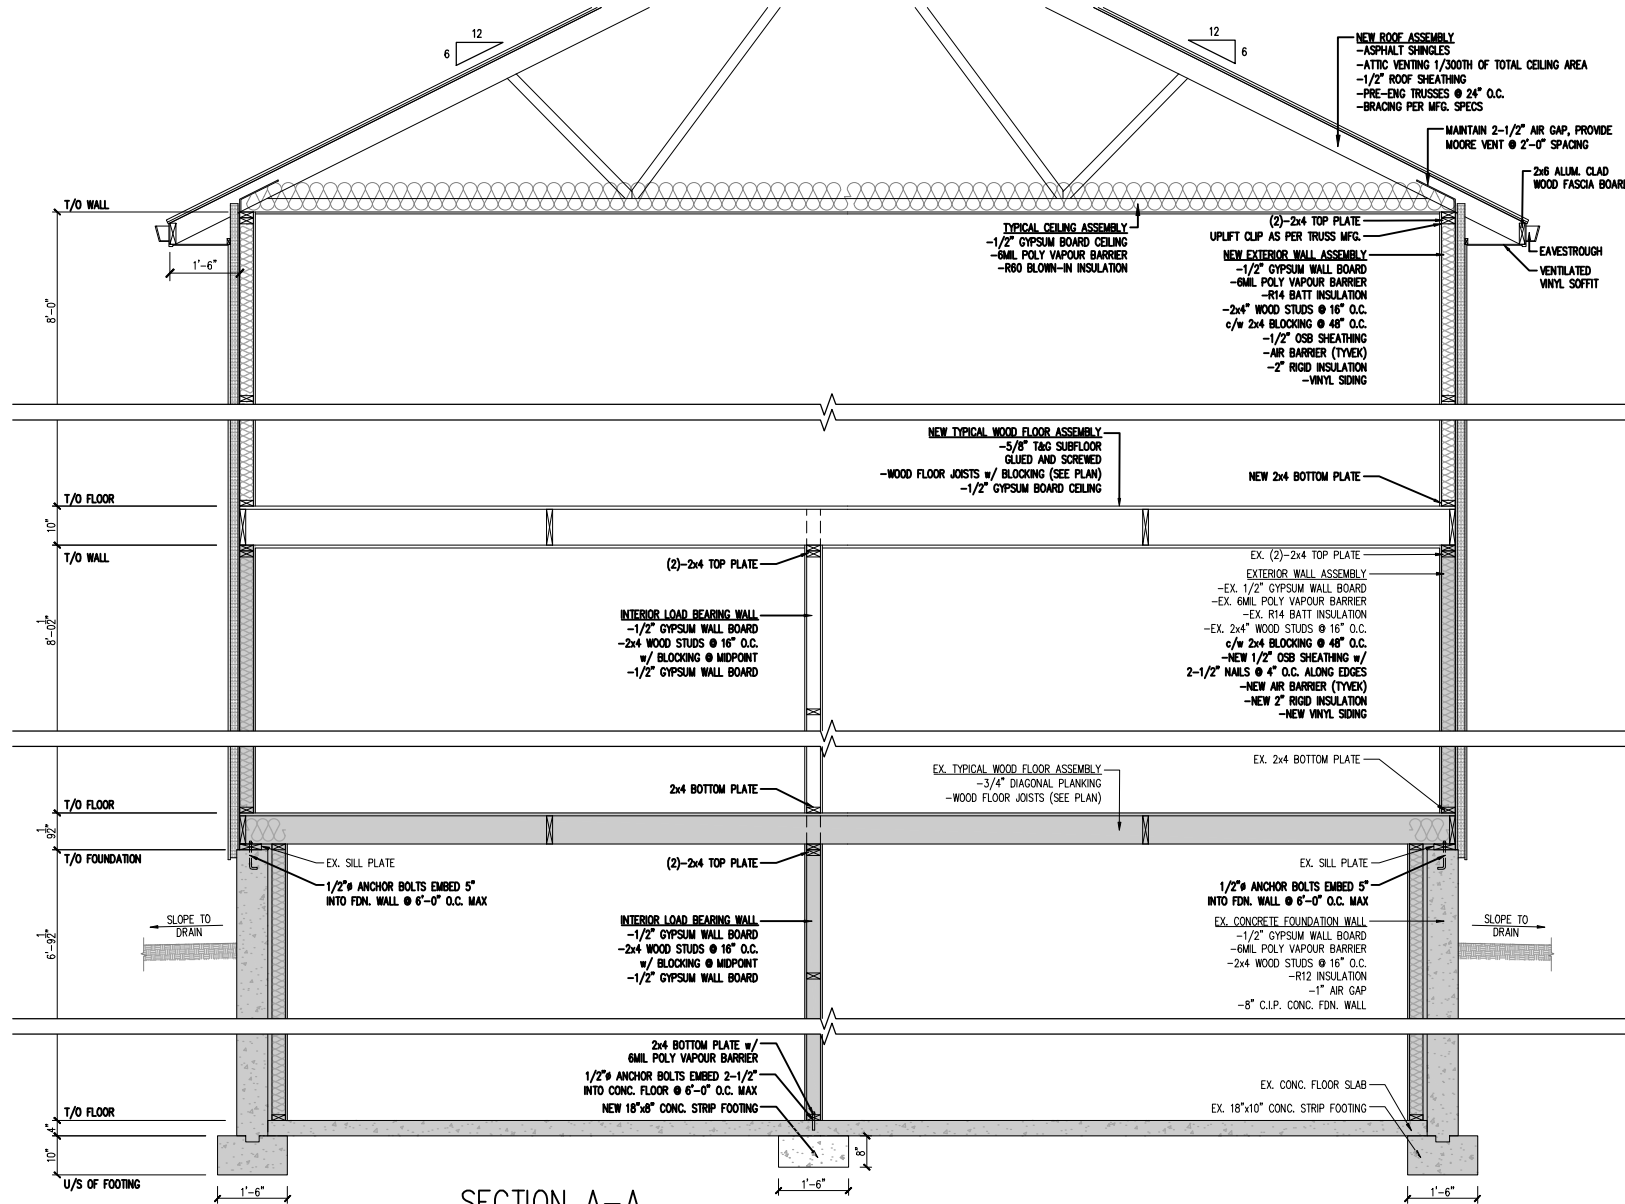 12
6
12
6
NEW ROOF ASSEMBLY
-ASPHALT SHINGLES
-ATTIC VENTING 1/300TH OF TOTAL CEILING AREA
-1/2" ROOF SHEATHING
-PRE-ENG TRUSSES @ 24" O.C.
-BRACING PER MFG. SPECS
MAINTAIN 2-1/2" AIR GAP, PROVIDE
MOORE VENT @ 2'-0" SPACING
2x6 ALUM. CLAD
WOOD FASCIA BOARD
T/O WALL
1'-6"
8'-0"
TYPICAL CEILING ASSEMBLY
-1/2" GYPSUM BOARD CEILING
-6MIL POLY VAPOUR BARRIER
-R60 BLOWN-IN INSULATION
(2)-2x4 TOP PLATE
UPLIFT CLIP AS PER TRUSS MFG.
NEW EXTERIOR WALL ASSEMBLY
-1/2" GYPSUM WALL BOARD
-6MIL POLY VAPOUR BARRIER
-R14 BATT INSULATION
-2x4" WOOD STUDS @ 16" O.C.
c/w 2x4 BLOCKING @ 48" O.C.
-1/2" OSB SHEATHING
-AIR BARRIER (TYVEK)
-2" RIGID INSULATION
-VINYL SIDING
EAVESTROUGH
VENTILATED
VINYL SOFFIT
NEW TYPICAL WOOD FLOOR ASSEMBLY
-5/8" T&G SUBFLOOR
GLUED AND SCREWED
-WOOD FLOOR JOISTS w/ BLOCKING (SEE PLAN)
-1/2" GYPSUM BOARD CEILING
NEW 2x4 BOTTOM PLATE
T/O FLOOR
10"
T/O WALL
8'-0 1/2"
(2)-2x4 TOP PLATE
INTERIOR LOAD BEARING WALL
-1/2" GYPSUM WALL BOARD
-2x4 WOOD STUDS @ 16" O.C.
w/ BLOCKING @ MIDPOINT
-1/2" GYPSUM WALL BOARD
EX. (2)-2x4 TOP PLATE
EXTERIOR WALL ASSEMBLY
-EX. 1/2" GYPSUM WALL BOARD
-EX. 6MIL POLY VAPOUR BARRIER
-EX. R14 BATT INSULATION
-EX. 2x4" WOOD STUDS @ 16" O.C.
c/w 2x4 BLOCKING @ 48" O.C.
-NEW 1/2" OSB SHEATHING w/
2-1/2" NAILS @ 4" O.C. ALONG EDGES
-NEW AIR BARRIER (TYVEK)
-NEW 2" RIGID INSULATION
-NEW VINYL SIDING
2x4 BOTTOM PLATE
EX. TYPICAL WOOD FLOOR ASSEMBLY
-3/4" DIAGONAL PLANKING
-WOOD FLOOR JOISTS (SEE PLAN)
EX. 2x4 BOTTOM PLATE
T/O FLOOR
9 1/2"
T/O FOUNDATION
6'-9 1/2"
EX. SILL PLATE
1/2"ø ANCHOR BOLTS EMBED 5"
INTO FDN. WALL @ 6'-0" O.C. MAX
(2)-2x4 TOP PLATE
EX. SILL PLATE
1/2"ø ANCHOR BOLTS EMBED 5"
INTO FDN. WALL @ 6'-0" O.C. MAX
SLOPE TO
DRAIN
INTERIOR LOAD BEARING WALL
-1/2" GYPSUM WALL BOARD
-2x4 WOOD STUDS @ 16" O.C.
w/ BLOCKING @ MIDPOINT
-1/2" GYPSUM WALL BOARD
EX. CONCRETE FOUNDATION WALL
-1/2" GYPSUM WALL BOARD
-6MIL POLY VAPOUR BARRIER
-2x4 WOOD STUDS @ 16" O.C.
-R12 INSULATION
-1" AIR GAP
-8" C.I.P. CONC. FDN. WALL
SLOPE TO
DRAIN
2x4 BOTTOM PLATE w/
6MIL POLY VAPOUR BARRIER
1/2"ø ANCHOR BOLTS EMBED 2-1/2"
INTO CONC. FLOOR @ 6'-0" O.C. MAX
NEW 18"x8" CONC. STRIP FOOTING
EX. CONC. FLOOR SLAB
EX. 18"x10" CONC. STRIP FOOTING
T/O FLOOR
4"
10"
U/S OF FOOTING
8"
1'-6"
1'-6"
1'-6"
SECTION A-A